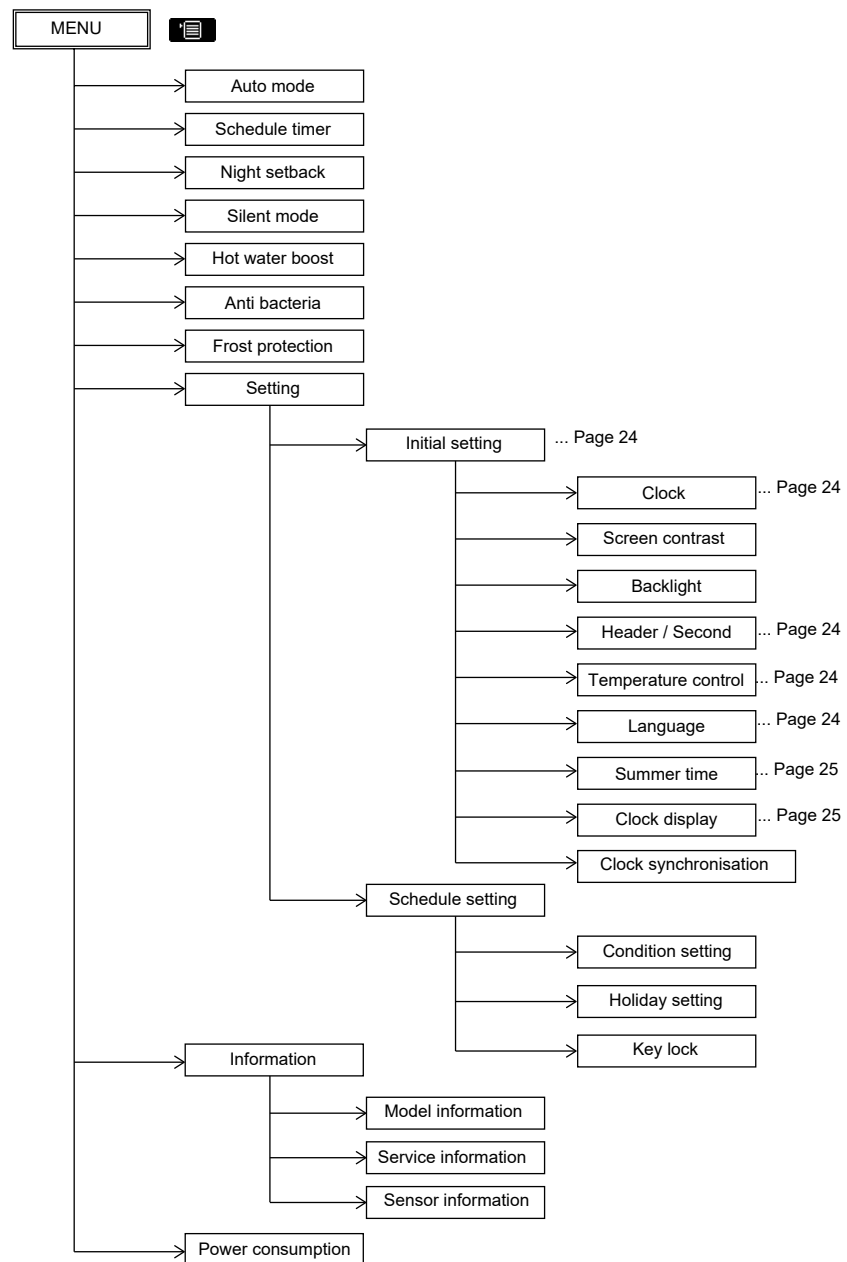 MENU
Auto mode
Schedule timer
Night setback
Silent mode
Hot water boost
Anti bacteria
Frost protection
Setting
Initial setting ... Page 24
Clock ... Page 24
Screen contrast
Backlight
Header / Second ... Page 24
Temperature control ... Page 24
Language ... Page 24
Summer time ... Page 25
Clock display ... Page 25
Clock synchronisation
Schedule setting
Condition setting
Holiday setting
Key lock
Information
Model information
Service information
Sensor information
Power consumption